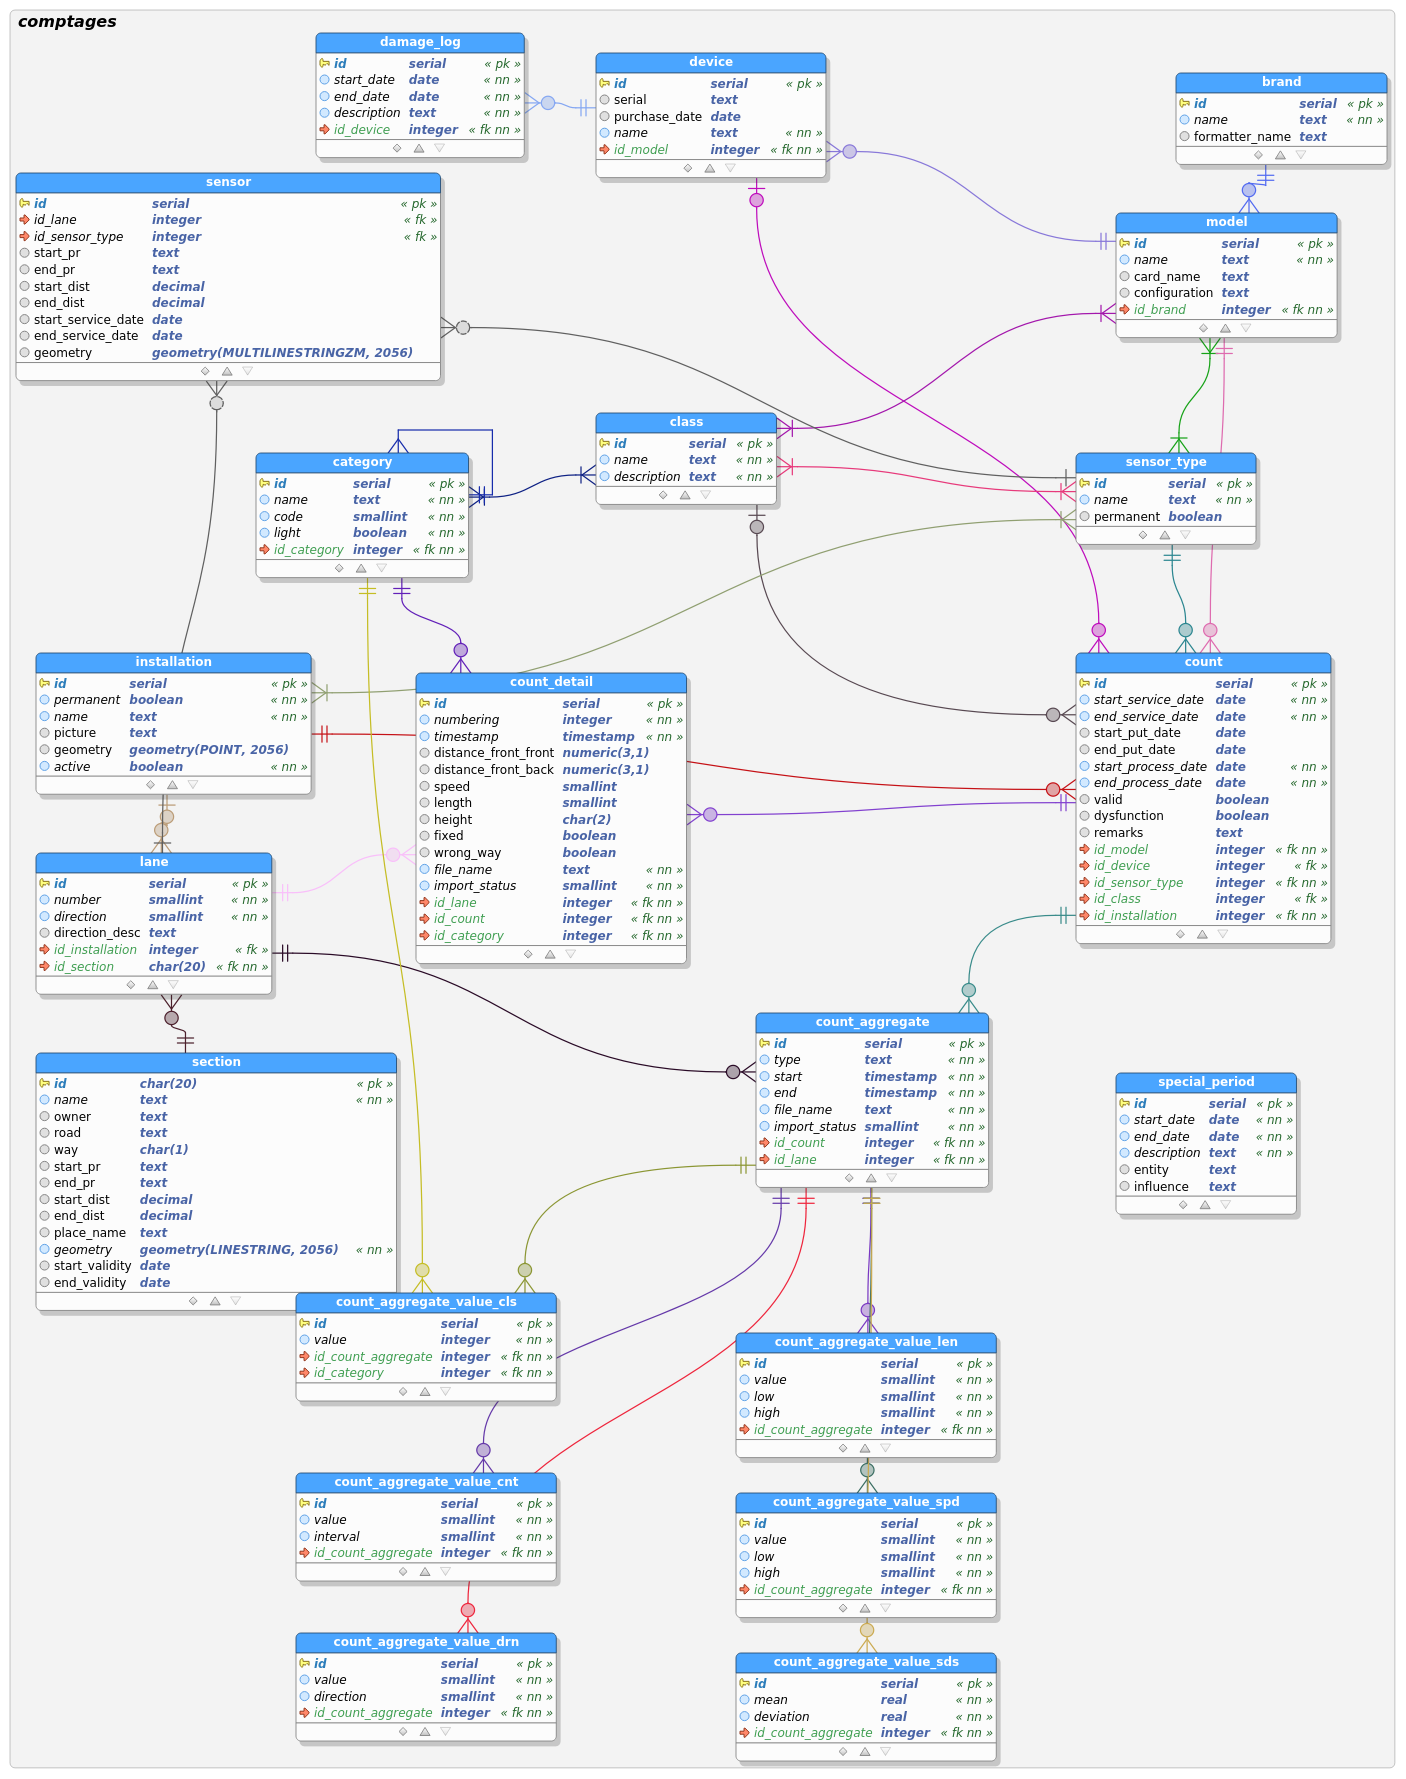 comptages
damage_log
id serial « pk »
start_date date « nn »
end_date date « nn »
description text « nn »
id_device integer « fk nn »
device
id serial « pk »
serial text
purchase_date date
name text « nn »
id_model integer « fk nn »
brand
id serial « pk »
name text « nn »
formatter_name text
sensor
id serial « pk »
id_lane integer « fk »
id_sensor_type integer « fk »
start_pr text
end_pr text
start_dist decimal
end_dist decimal
start_service_date date
end_service_date date
geometry geometry(MULTILINESTRINGZM, 2056)
model
id serial « pk »
name text « nn »
card_name text
configuration text
id_brand integer « fk nn »
class
id serial « pk »
name text « nn »
description text « nn »
category
id serial « pk »
name text « nn »
code smallint « nn »
light boolean « nn »
id_category integer « fk nn »
sensor_type
id serial « pk »
name text « nn »
permanent boolean
installation
id serial « pk »
permanent boolean « nn »
name text « nn »
picture text
geometry geometry(POINT, 2056)
active boolean « nn »
count_detail
id serial « pk »
numbering integer « nn »
timestamp timestamp « nn »
distance_front_front numeric(3,1)
distance_front_back numeric(3,1)
speed smallint
length smallint
height char(2)
fixed boolean
wrong_way boolean
file_name text « nn »
import_status smallint « nn »
id_lane integer « fk nn »
id_count integer « fk nn »
id_category integer « fk nn »
count
id serial « pk »
start_service_date date « nn »
end_service_date date « nn »
start_put_date date
end_put_date date
start_process_date date « nn »
end_process_date date « nn »
valid boolean
dysfunction boolean
remarks text
id_model integer « fk nn »
id_device integer « fk »
id_sensor_type integer « fk nn »
id_class integer « fk »
id_installation integer « fk nn »
lane
id serial « pk »
number smallint « nn »
direction smallint « nn »
direction_desc text
id_installation integer « fk »
id_section char(20) « fk nn »
section
id char(20) « pk »
name text « nn »
owner text
road text
way char(1)
start_pr text
end_pr text
start_dist decimal
end_dist decimal
place_name text
geometry geometry(LINESTRING, 2056) « nn »
start_validity date
end_validity date
count_aggregate
id serial « pk »
type text « nn »
start timestamp « nn »
end timestamp « nn »
file_name text « nn »
import_status smallint « nn »
id_count integer « fk nn »
id_lane integer « fk nn »
special_period
id serial « pk »
start_date date « nn »
end_date date « nn »
description text « nn »
entity text
influence text
count_aggregate_value_cls
id serial « pk »
value integer « nn »
id_count_aggregate integer « fk nn »
id_category integer « fk nn »
count_aggregate_value_len
id serial « pk »
value smallint « nn »
low smallint « nn »
high smallint « nn »
id_count_aggregate integer « fk nn »
count_aggregate_value_cnt
id serial « pk »
value smallint « nn »
interval smallint « nn »
id_count_aggregate integer « fk nn »
count_aggregate_value_spd
id serial « pk »
value smallint « nn »
low smallint « nn »
high smallint « nn »
id_count_aggregate integer « fk nn »
count_aggregate_value_drn
id serial « pk »
value smallint « nn »
direction smallint « nn »
id_count_aggregate integer « fk nn »
count_aggregate_value_sds
id serial « pk »
mean real « nn »
deviation real « nn »
id_count_aggregate integer « fk nn »